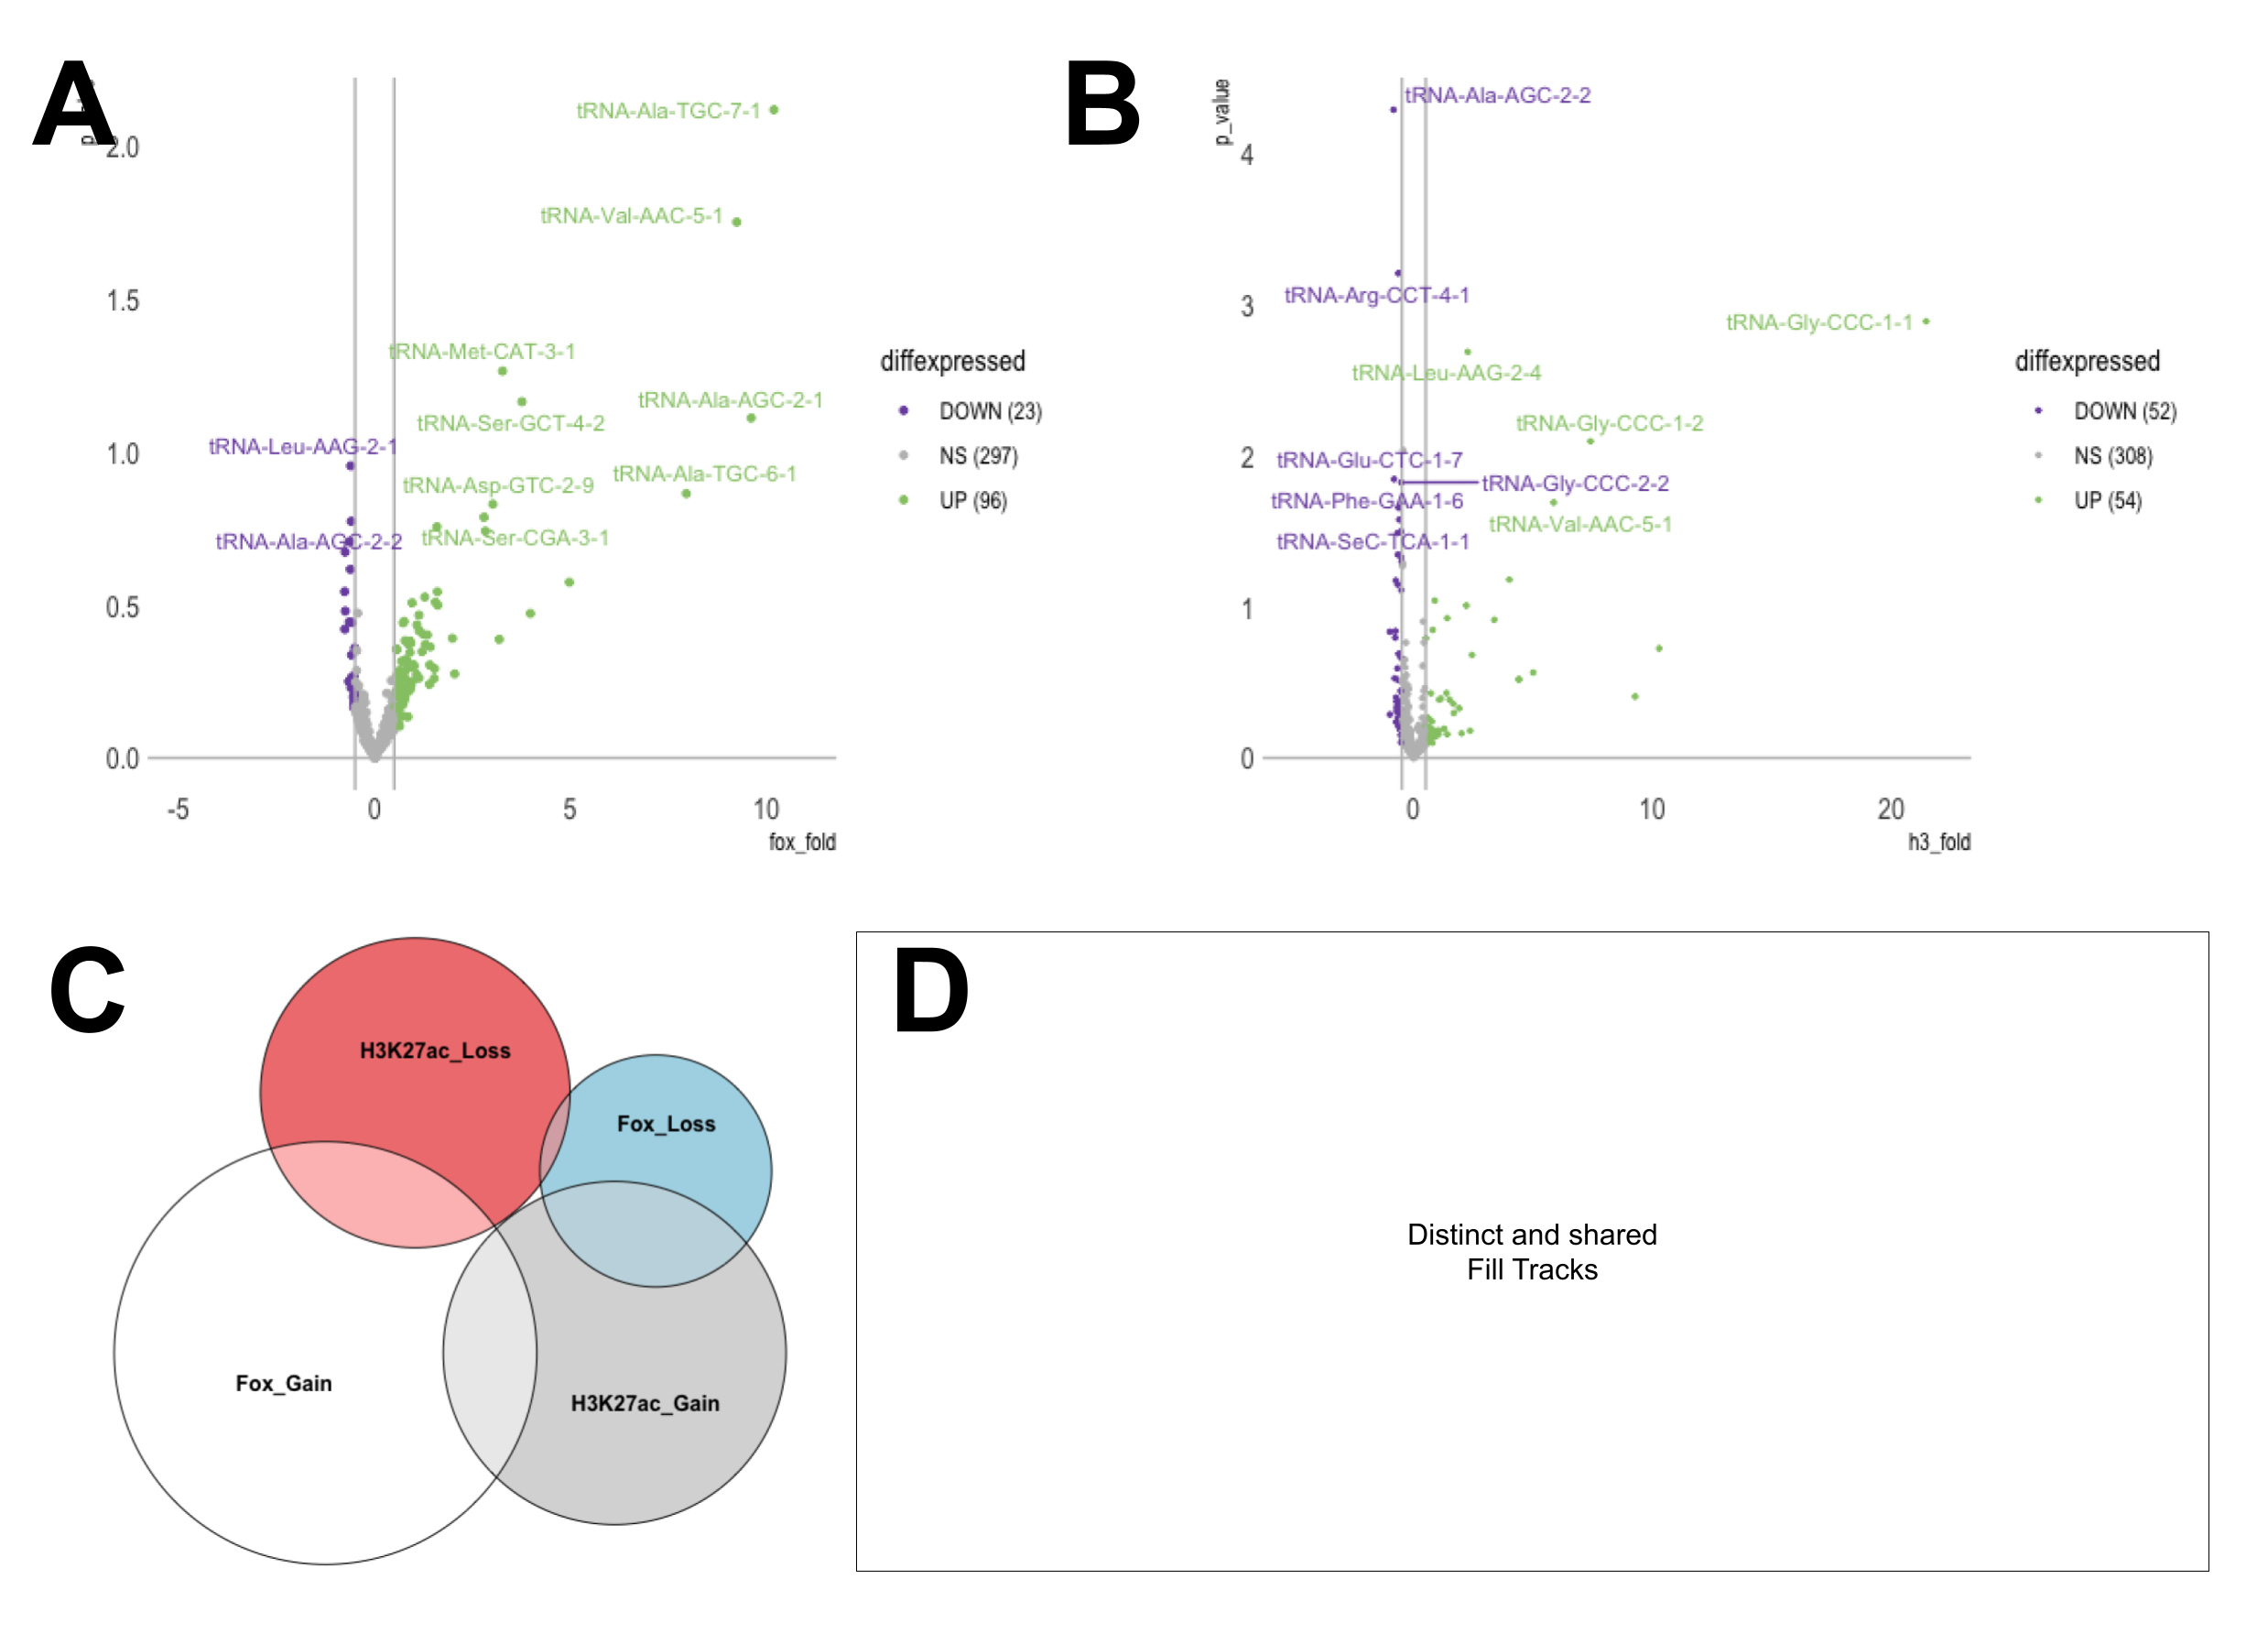 A
2.0
1.5
1.0
0.5
0.0
-5
0
5
10
fox_fold
tRNA-Ala-TGC-7-1
tRNA-Val-AAC-5-1
tRNA-Met-CAT-3-1
tRNA-Ala-AGC-2-1
tRNA-Ser-GCT-4-2
tRNA-Leu-AAG-2-1
tRNA-Ala-TGC-6-1
tRNA-Asp-GTC-2-9
tRNA-Ser-CGA-3-1
tRNA-Ala-AGC-2-2
diffexpressed
DOWN (23)
NS (297)
UP (96)
B
p_value
4
3
2
1
0
0
10
20
h3_fold
tRNA-Ala-AGC-2-2
tRNA-Arg-CCT-4-1
tRNA-Gly-CCC-1-1
tRNA-Leu-AAG-2-4
tRNA-Gly-CCC-1-2
tRNA-Glu-CTC-1-7
tRNA-Gly-CCC-2-2
tRNA-Phe-GAA-1-6
tRNA-Val-AAC-5-1
tRNA-SeC-TCA-1-1
diffexpressed
DOWN (52)
NS (308)
UP (54)
C
H3K27ac_Loss
Fox_Loss
Fox_Gain
H3K27ac_Gain
D
Distinct and shared
Fill Tracks